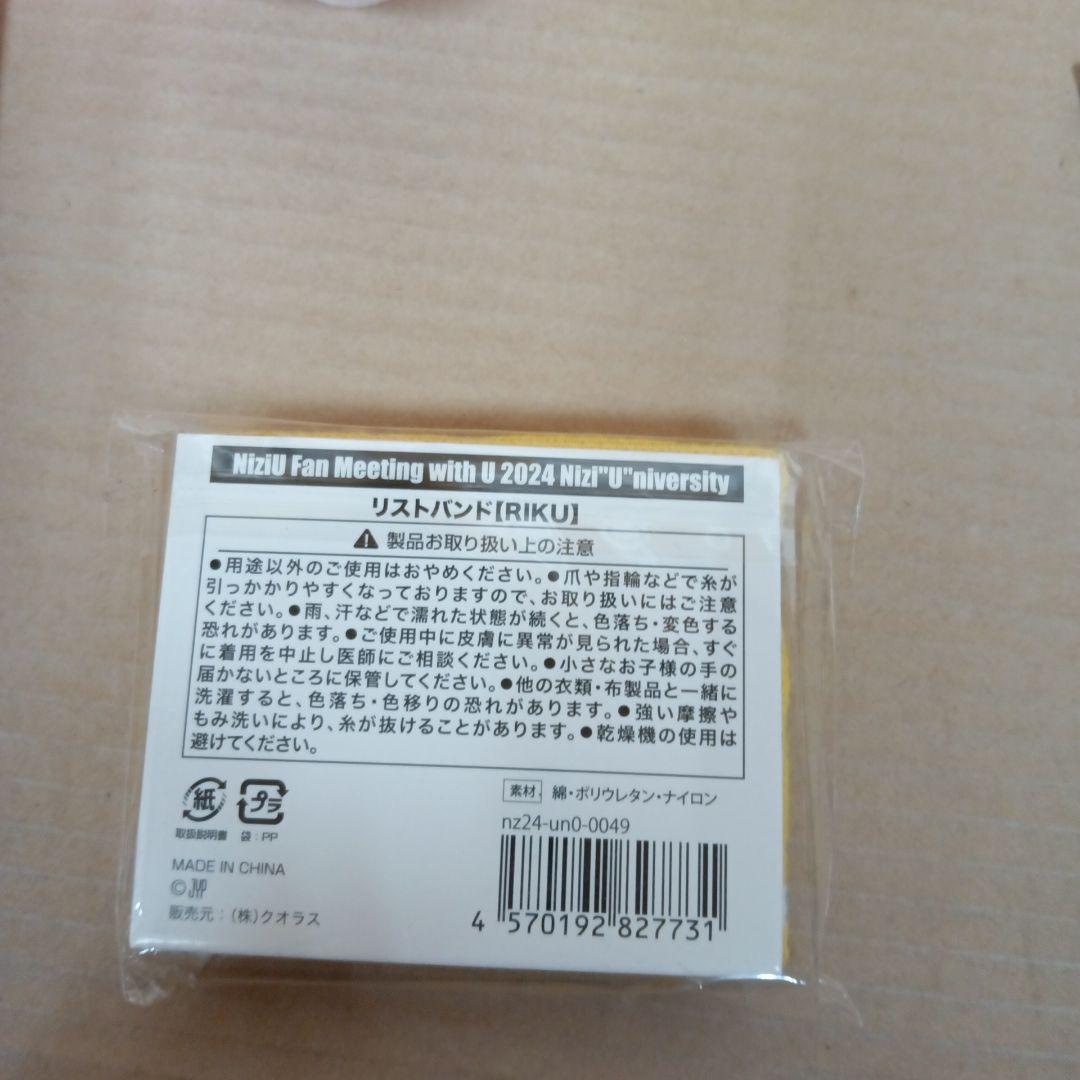 NiziU Fan Meeting with U 2024 Nizi"U"niversity
リストバンド【RIKU】
製品お取り扱い上の注意
●用途以外のご使用はおやめください。●爪や指輪などで糸が
引っかかりやすくなっておりますので、お取り扱いにはご注意
ください。●雨、汗などで濡れた状態が続くと、色落ち・変色する
恐れがあります。●ご使用中に皮膚に異常が見られた場合、すぐ
に着用を中止し医師にご相談ください。●小さなお子様の手の
届かないところに保管してください。●他の衣類・布製品と一緒に
洗濯すると、色落ち・色移りの恐れがあります。●強い摩擦や
もみ洗いにより、糸が抜けることがあります。●乾燥機の使用は
避けてください。
紙
プラ
取扱説明書 袋:PP
素材 綿・ポリウレタン・ナイロン
nz24-un0-0049
MADE IN CHINA
© JYP
販売元:(株)クオラス
4 570192 827731